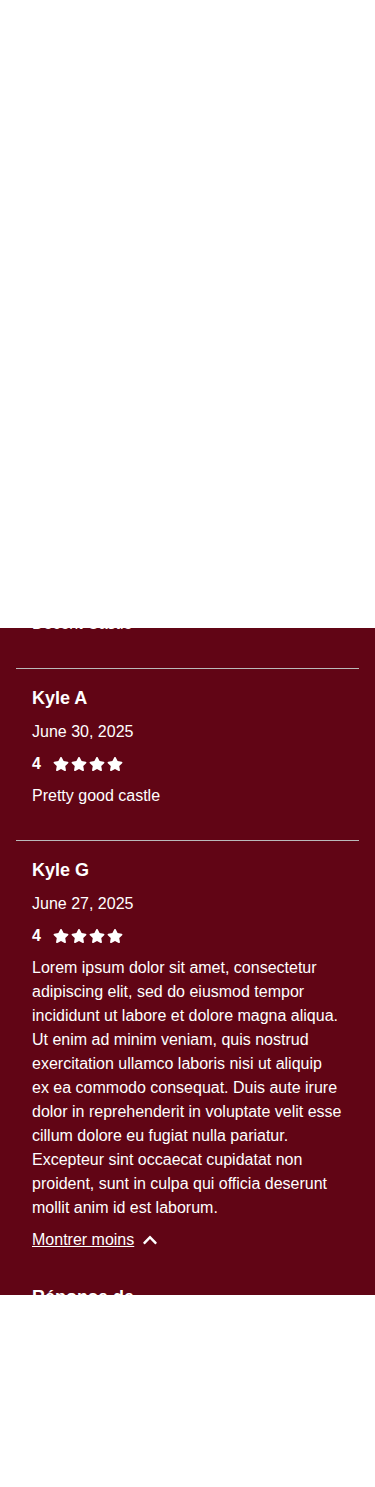 Kyle A
June 30, 2025
4
Pretty good castle
Kyle G
June 27, 2025
4
Lorem ipsum dolor sit amet, consectetur
adipiscing elit, sed do eiusmod tempor
incididunt ut labore et dolore magna aliqua.
Ut enim ad minim veniam, quis nostrud
exercitation ullamco laboris nisi ut aliquip
ex ea commodo consequat. Duis aute irure
dolor in reprehenderit in voluptate velit esse
cillum dolore eu fugiat nulla pariatur.
Excepteur sint occaecat cupidatat non
proident, sunt in culpa qui officia deserunt
mollit anim id est laborum.
Montrer moins